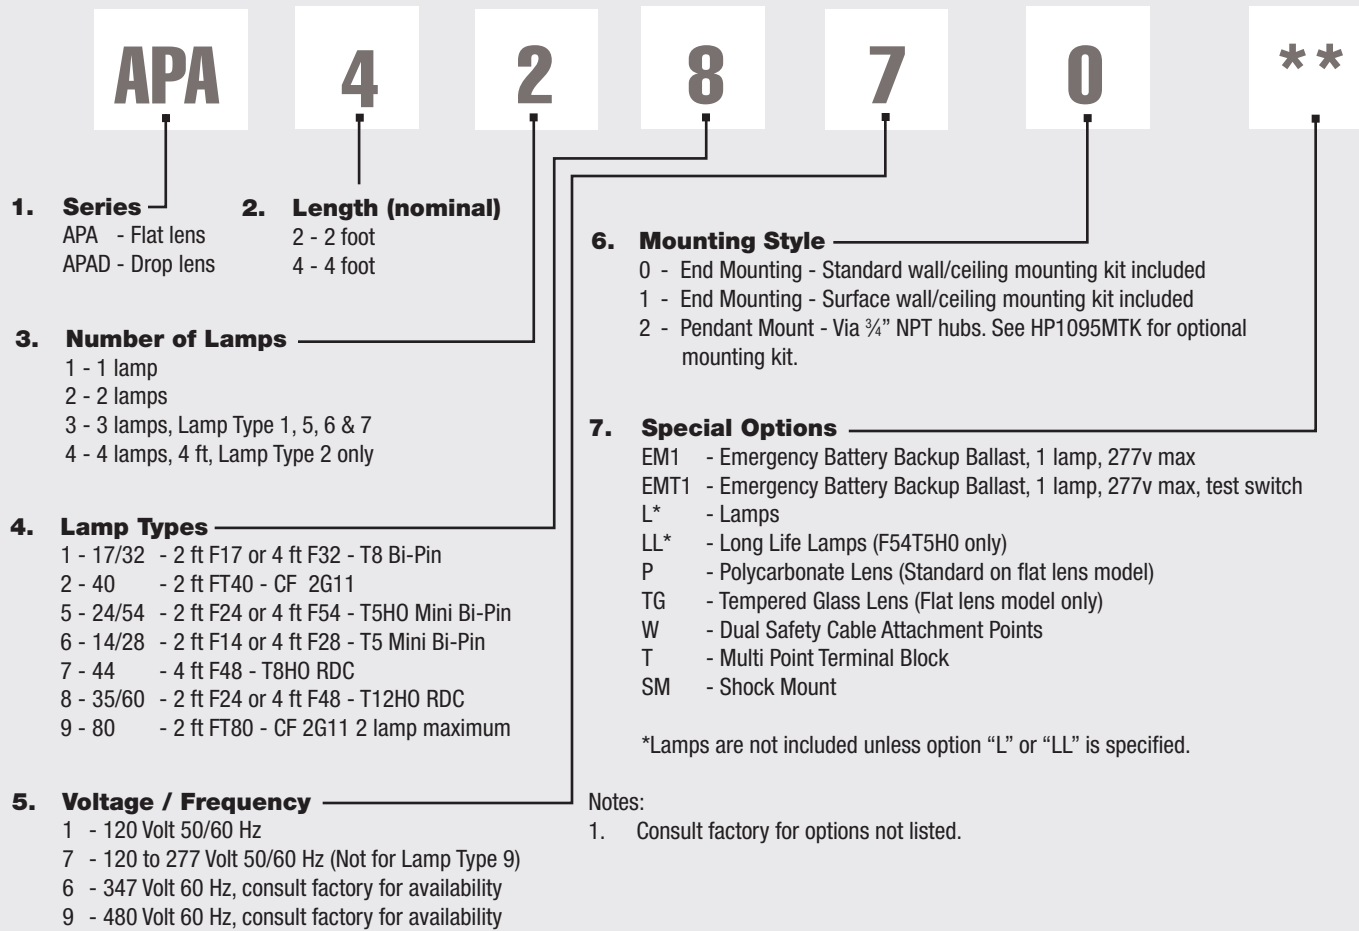 APA 4 2 8 7 0 **
1. Series
APA - Flat lens
APAD - Drop lens
2. Length (nominal)
2 - 2 foot
4 - 4 foot
3. Number of Lamps
1 - 1 lamp
2 - 2 lamps
3 - 3 lamps, Lamp Type 1, 5, 6 & 7
4 - 4 lamps, 4 ft, Lamp Type 2 only
4. Lamp Types
1 - 17/32 - 2 ft F17 or 4 ft F32 - T8 Bi-Pin
2 - 40 - 2 ft FT40 - CF 2G11
5 - 24/54 - 2 ft F24 or 4 ft F54 - T5HO Mini Bi-Pin
6 - 14/28 - 2 ft F14 or 4 ft F28 - T5 Mini Bi-Pin
7 - 44 - 4 ft F48 - T8HO RDC
8 - 35/60 - 2 ft F24 or 4 ft F48 - T12HO RDC
9 - 80 - 2 ft FT80 - CF 2G11 2 lamp maximum
5. Voltage / Frequency
1 - 120 Volt 50/60 Hz
7 - 120 to 277 Volt 50/60 Hz (Not for Lamp Type 9)
6 - 347 Volt 60 Hz, consult factory for availability
9 - 480 Volt 60 Hz, consult factory for availability
6. Mounting Style
0 - End Mounting - Standard wall/ceiling mounting kit included
1 - End Mounting - Surface wall/ceiling mounting kit included
2 - Pendant Mount - Via ¾” NPT hubs. See HP1095MTK for optional
mounting kit.
7. Special Options
EM1 - Emergency Battery Backup Ballast, 1 lamp, 277v max
EMT1 - Emergency Battery Backup Ballast, 1 lamp, 277v max, test switch
L* - Lamps
LL* - Long Life Lamps (F54T5HO only)
P - Polycarbonate Lens (Standard on flat lens model)
TG - Tempered Glass Lens (Flat lens model only)
W - Dual Safety Cable Attachment Points
T - Multi Point Terminal Block
SM - Shock Mount
*Lamps are not included unless option “L” or “LL” is specified.
Notes:
1. Consult factory for options not listed.